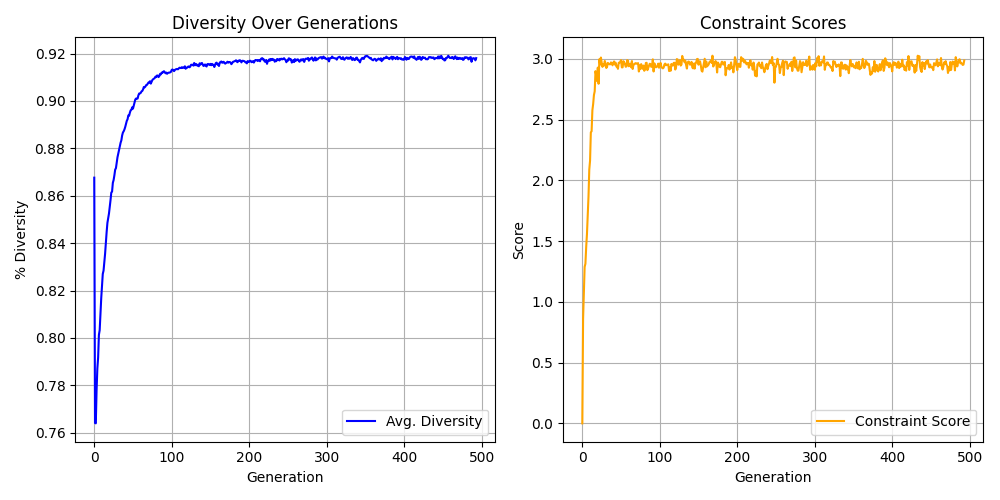 Diversity Over Generations
% Diversity
0.92
0.90
0.88
0.86
0.84
0.82
0.80
0.78
0.76
0 100 200 300 400 500
Generation
Avg. Diversity
Constraint Scores
Score
3.0
2.5
2.0
1.5
1.0
0.5
0.0
0 100 200 300 400 500
Generation
Constraint Score